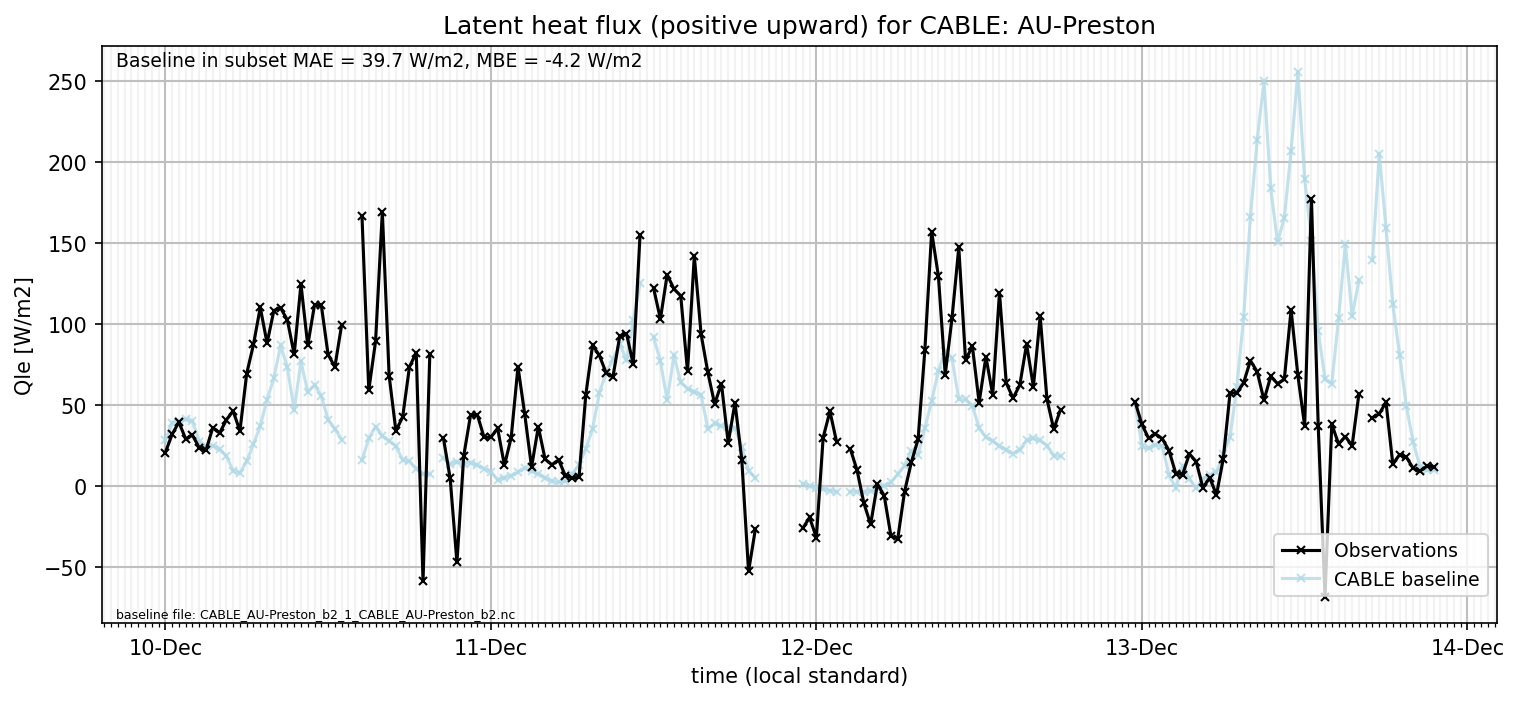 Latent heat flux (positive upward) for CABLE: AU-Preston
Baseline in subset MAE = 39.7 W/m2, MBE = -4.2 W/m2
250
200
150
100
50
0
−50
Qle [W/m2]
Observations
CABLE baseline
baseline file: CABLE_AU-Preston_b2_1_CABLE_AU-Preston_b2.nc
10-Dec 11-Dec 12-Dec 13-Dec 14-Dec
time (local standard)